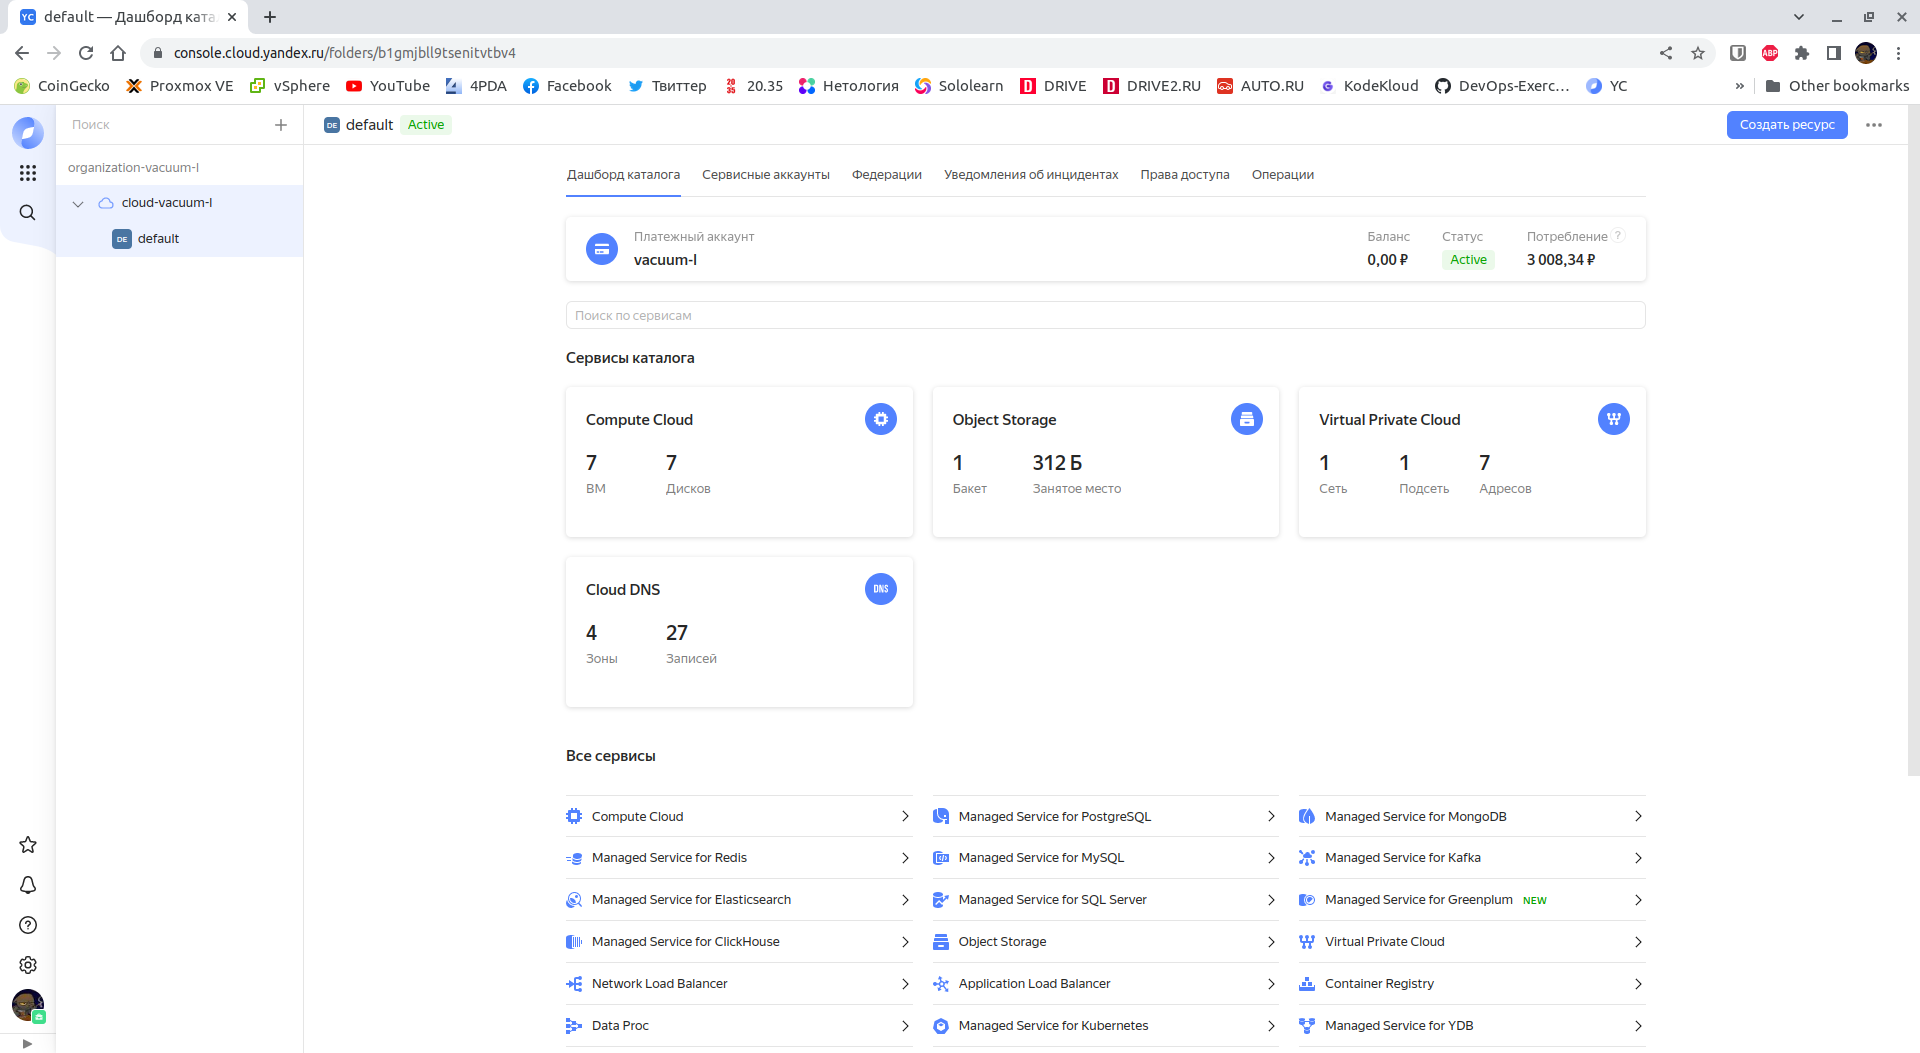 YC default — Дашборд ката
console.cloud.yandex.ru/folders/b1gmjbll9tsenitvtbv4 ABP
CoinGecko Proxmox VE vSphere YouTube 4PDA Facebook Твиттер 20 35 20.35 Нетология Sololearn D DRIVE D DRIVE2.RU AUTO.RU G KodeKloud DevOps-Exerc... YC » Other bookmarks
Поиск
DE default Active Создать ресурс
organization-vacuum-l
cloud-vacuum-l
DE default
Дашборд каталога Сервисные аккаунты Федерации Уведомления об инцидентах Права доступа Операции
Платежный аккаунт Баланс Статус Потребление ?
vacuum-l 0,00 ₽ Active 3 008,34 ₽
Поиск по сервисам
Сервисы каталога
Compute Cloud Object Storage Virtual Private Cloud
7 7 1 312 Б 1 1 7
ВМ Дисков Бакет Занятое место Сеть Подсеть Адресов
Cloud DNS DNS
4 27
Зоны Записей
Все сервисы
Compute Cloud Managed Service for PostgreSQL Managed Service for MongoDB
Managed Service for Redis Managed Service for MySQL Managed Service for Kafka
Managed Service for Elasticsearch Managed Service for SQL Server Managed Service for Greenplum NEW
Managed Service for ClickHouse Object Storage Virtual Private Cloud
Network Load Balancer Application Load Balancer Container Registry
Data Proc Managed Service for Kubernetes Managed Service for YDB